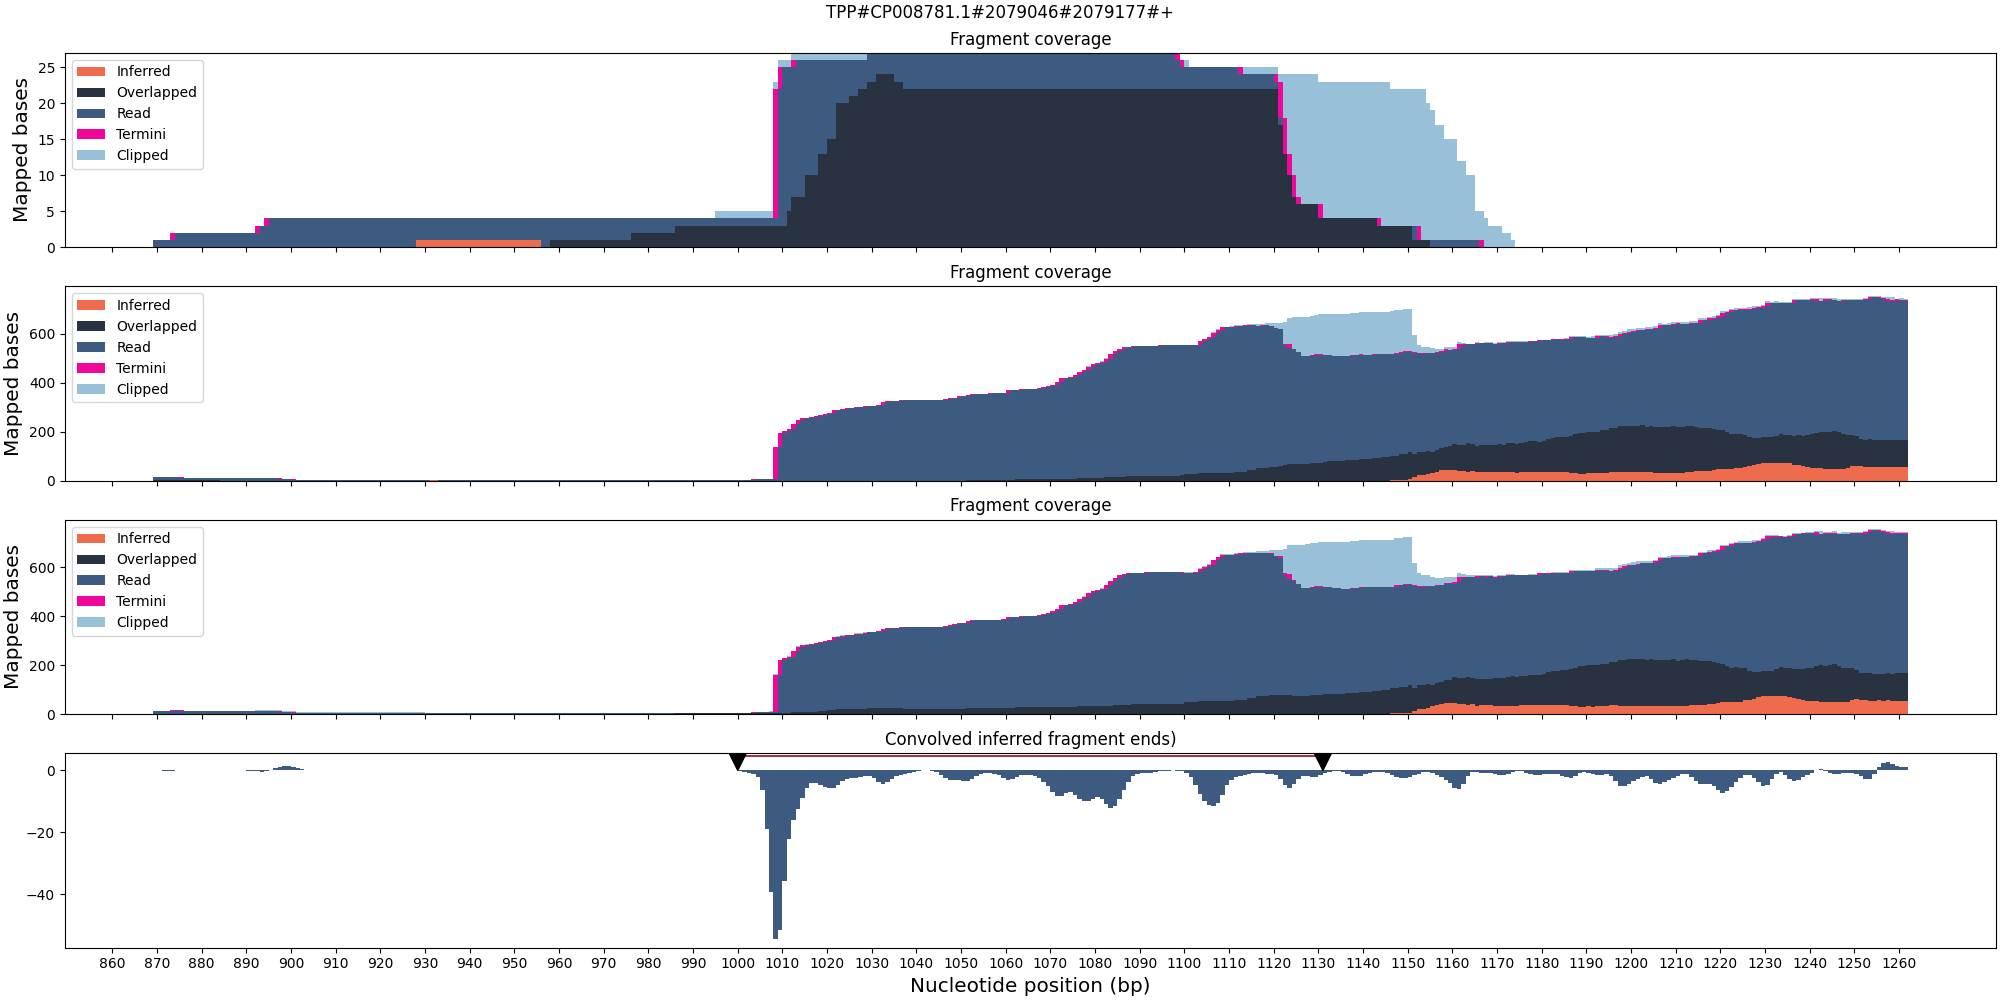 TPP#CP008781.1#2079046#2079177#+
Fragment coverage
Mapped bases
25
20
15
10
5
0
Inferred
Overlapped
Read
Termini
Clipped
Fragment coverage
Mapped bases
600
400
200
0
Inferred
Overlapped
Read
Termini
Clipped
Fragment coverage
Mapped bases
600
400
200
0
Inferred
Overlapped
Read
Termini
Clipped
Convolved inferred fragment ends)
0
−20
−40
860 870 880 890 900 910 920 930 940 950 960 970 980 990 1000 1010 1020 1030 1040 1050 1060 1070 1080 1090 1100 1110 1120 1130 1140 1150 1160 1170 1180 1190 1200 1210 1220 1230 1240 1250 1260
Nucleotide position (bp)